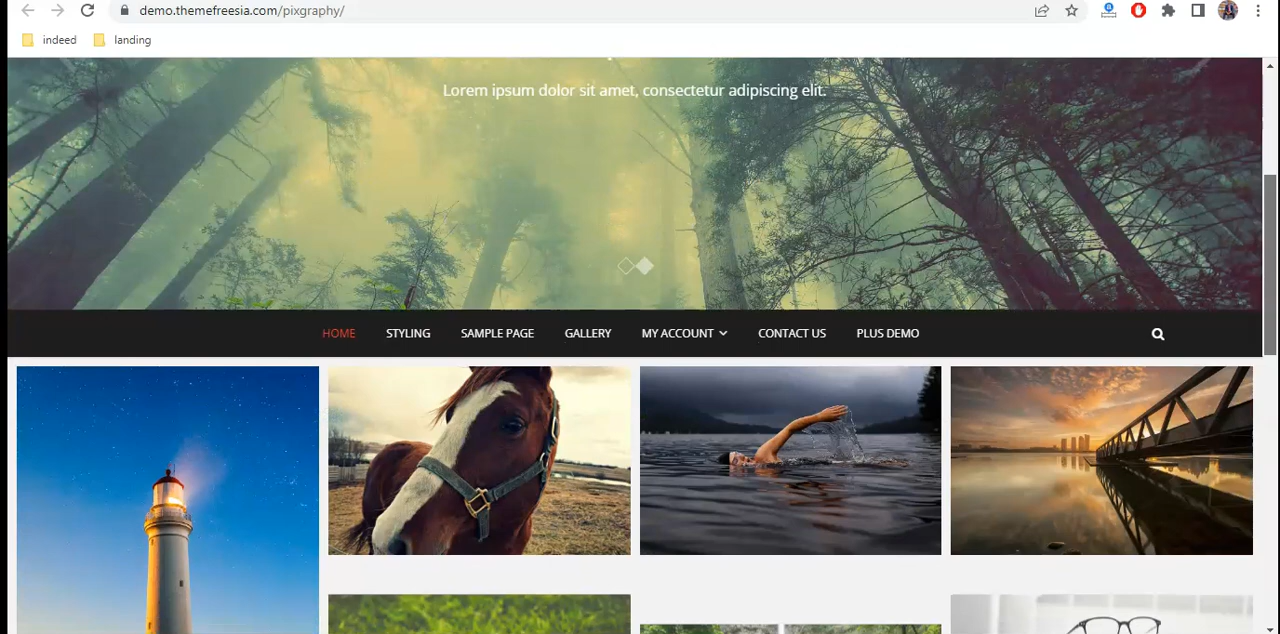 demo.themefreesia.com/pixgraphy/
indeed landing
Lorem ipsum dolor sit amet, consectetur adipiscing elit.
HOME STYLING SAMPLE PAGE GALLERY MY ACCOUNT CONTACT US PLUS DEMO